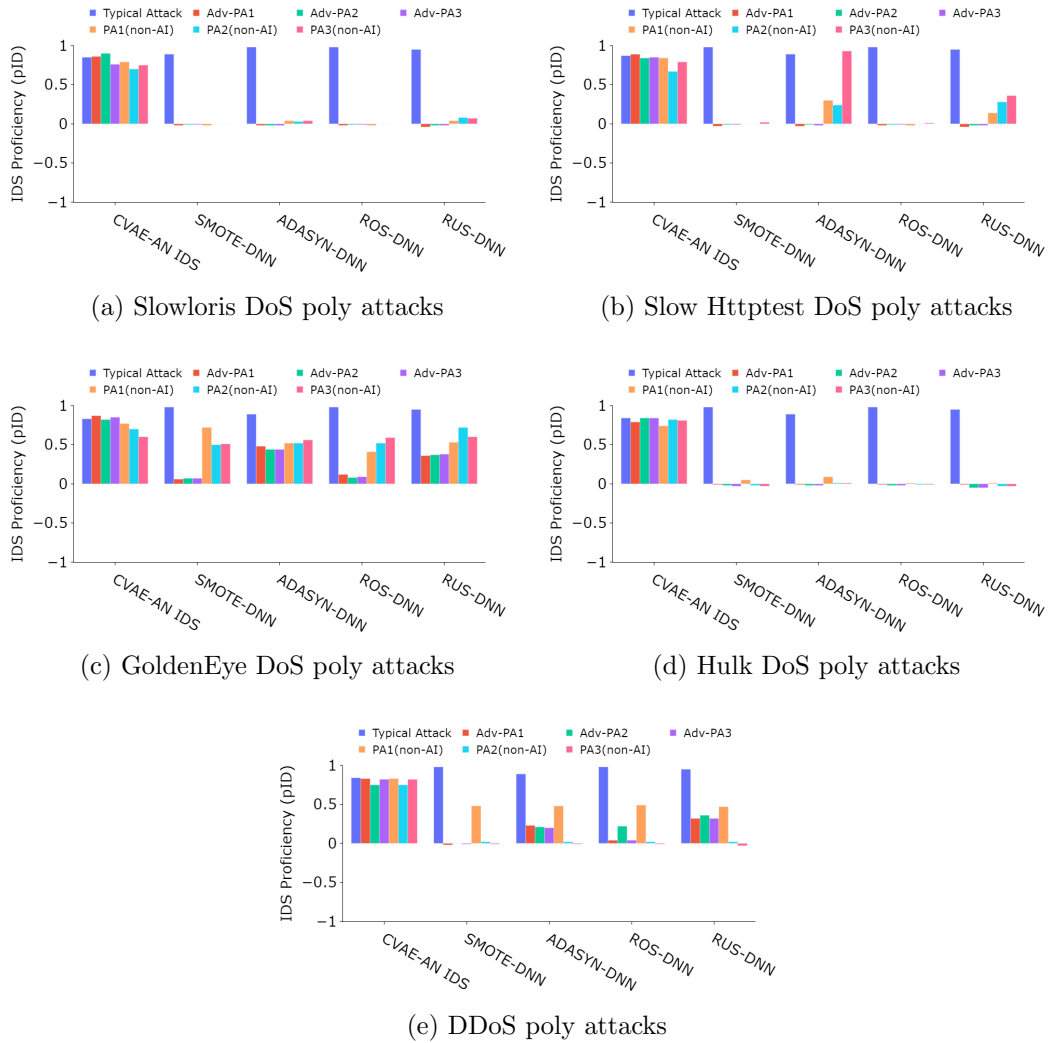 Typical Attack Adv-PA1 Adv-PA2 Adv-PA3
PA1(non-AI) PA2(non-AI) PA3(non-AI)
IDS Proficiency (pID)
1
0.5
0
−0.5
−1
CVAE-AN IDS
SMOTE-DNN
ADASYN-DNN
ROS-DNN
RUS-DNN
(a) Slowloris DoS poly attacks
Typical Attack Adv-PA1 Adv-PA2 Adv-PA3
PA1(non-AI) PA2(non-AI) PA3(non-AI)
IDS Proficiency (pID)
1
0.5
0
−0.5
−1
CVAE-AN IDS
SMOTE-DNN
ADASYN-DNN
ROS-DNN
RUS-DNN
(b) Slow Httptest DoS poly attacks
Typical Attack Adv-PA1 Adv-PA2 Adv-PA3
PA1(non-AI) PA2(non-AI) PA3(non-AI)
IDS Proficiency (pID)
1
0.5
0
−0.5
−1
CVAE-AN IDS
SMOTE-DNN
ADASYN-DNN
ROS-DNN
RUS-DNN
(c) GoldenEye DoS poly attacks
Typical Attack Adv-PA1 Adv-PA2 Adv-PA3
PA1(non-AI) PA2(non-AI) PA3(non-AI)
IDS Proficiency (pID)
1
0.5
0
−0.5
−1
CVAE-AN IDS
SMOTE-DNN
ADASYN-DNN
ROS-DNN
RUS-DNN
(d) Hulk DoS poly attacks
Typical Attack Adv-PA1 Adv-PA2 Adv-PA3
PA1(non-AI) PA2(non-AI) PA3(non-AI)
IDS Proficiency (pID)
1
0.5
0
−0.5
−1
CVAE-AN IDS
SMOTE-DNN
ADASYN-DNN
ROS-DNN
RUS-DNN
(e) DDoS poly attacks